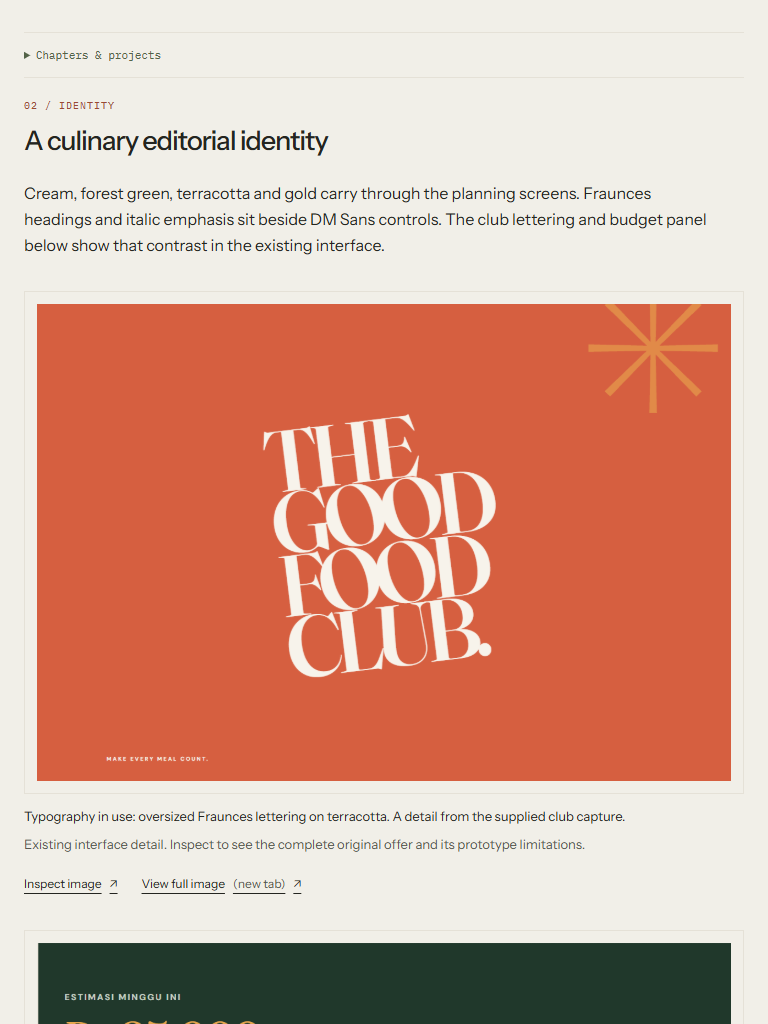 Chapters & projects
02 / IDENTITY
A culinary editorial identity
Cream, forest green, terracotta and gold carry through the planning screens. Fraunces
headings and italic emphasis sit beside DM Sans controls. The club lettering and budget panel
below show that contrast in the existing interface.
THE
GOOD
FOOD
CLUB.
MAKE EVERY MEAL COUNT.
Typography in use: oversized Fraunces lettering on terracotta. A detail from the supplied club capture.
Existing interface detail. Inspect to see the complete original offer and its prototype limitations.
Inspect image ↗ View full image (new tab) ↗
ESTIMASI MINGGU INI